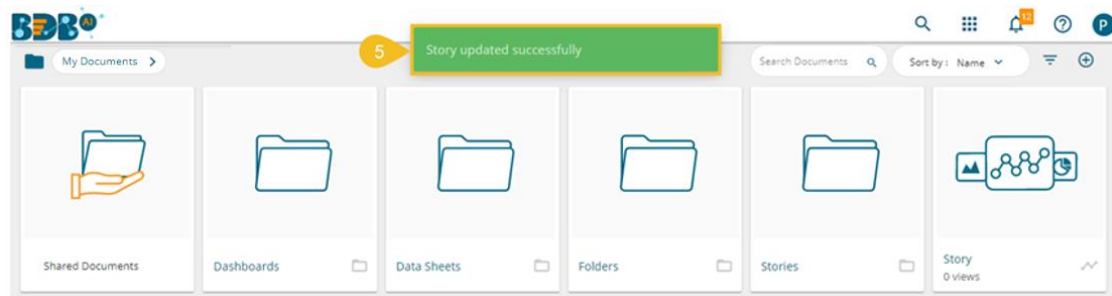 BDB AI
12
P
5
Story updated successfully
My Documents
Search Documents
Sort by : Name
Shared Documents
Dashboards
Data Sheets
Folders
Stories
Story
0 views